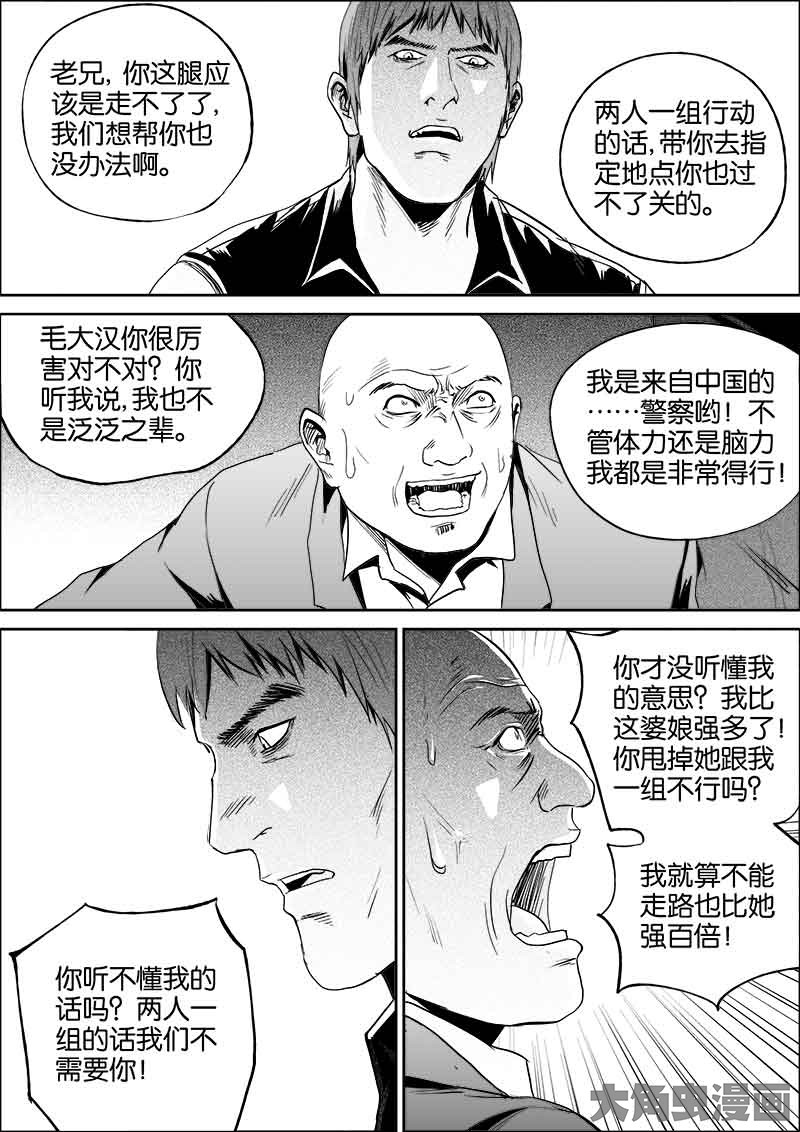 老兄，你这腿应
该是走不了了，
我们想帮你也
没办法啊。
两人一组行动
的话，带你去指
定地点你也过
不了关的。
毛大汉你很厉
害对不对？你
听我说，我也不
是泛泛之辈。
我是来自中国的
……警察哟！不
管体力还是脑力
我都是非常得行！
你听不懂我的
话吗？两人一
组的话我们不
需要你！
你才没听懂我
的意思？我比
这婆娘强多了！
你甩掉她跟我
一组不行吗？
我就算不能
走路也比她
强百倍！
大角虫漫画